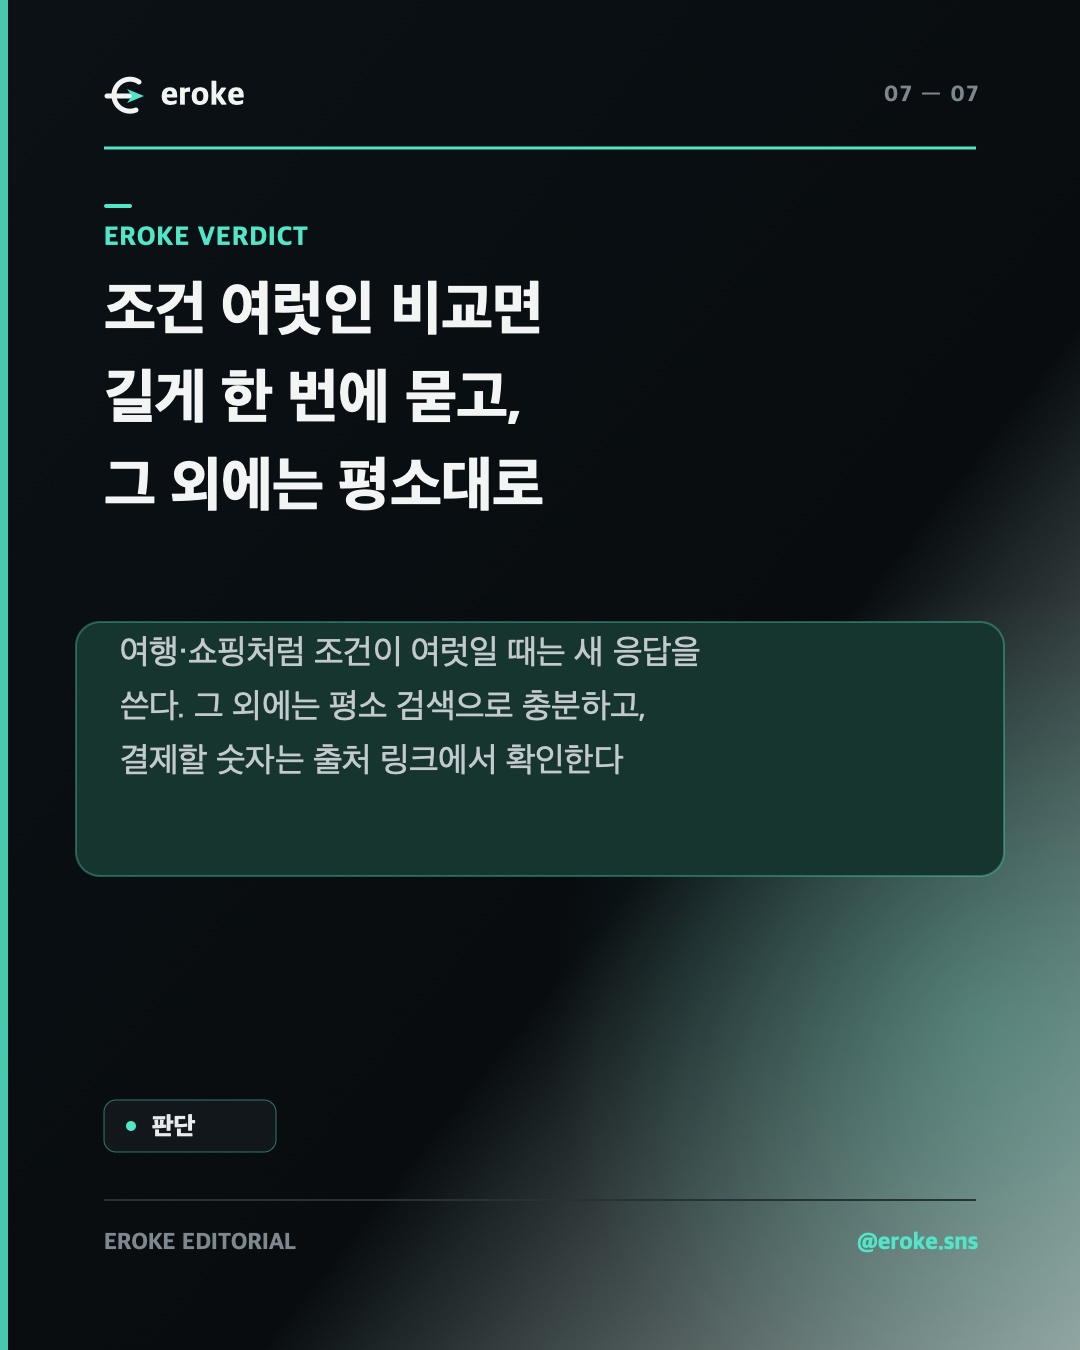 eroke
07 — 07
EROKE VERDICT
조건 여럿인 비교면
길게 한 번에 묻고,
그 외에는 평소대로
여행·쇼핑처럼 조건이 여럿일 때는 새 응답을
쓴다. 그 외에는 평소 검색으로 충분하고,
결제할 숫자는 출처 링크에서 확인한다
판단
EROKE EDITORIAL
@eroke.sns